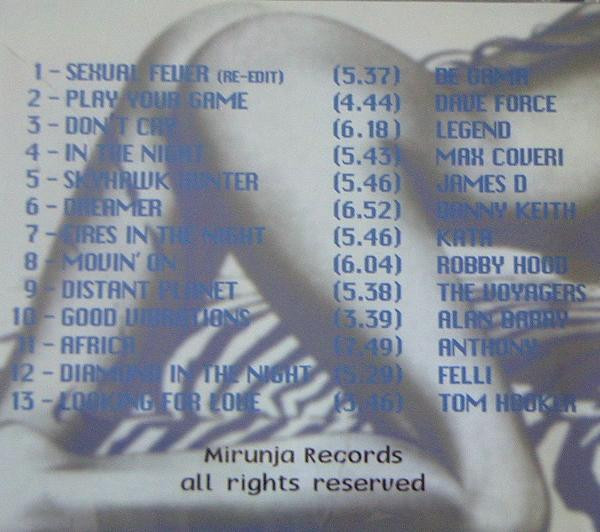 1 - SEXUAL FEVER (RE-EDIT) (5.37) DE GAMA
2 - PLAY YOUR GAME (4.44) DAVE FORCE
3 - DON'T CRY (6.18) LEGEND
4 - IN THE NIGHT (5.43) MAX COVERI
5 - SKYHAWK HUNTER (5.46) JAMES D
6 - DREAMER (6.52) DANNY KEITH
7 - FIRES IN THE NIGHT (5.46) KATA
8 - MOVIN' ON (6.04) ROBBY HOOD
9 - DISTANT PLANET (5.38) THE VOYAGERS
10 - GOOD VIBRATIONS (3.39) ALAN BARRY
11 - AFRICA (7.49) ANTHONY
12 - DIAMOND IN THE NIGHT (5.29) FELLI
13 - LOOKING FOR LOVE (3.46) TOM HOOKER
Mirunja Records
all rights reserved